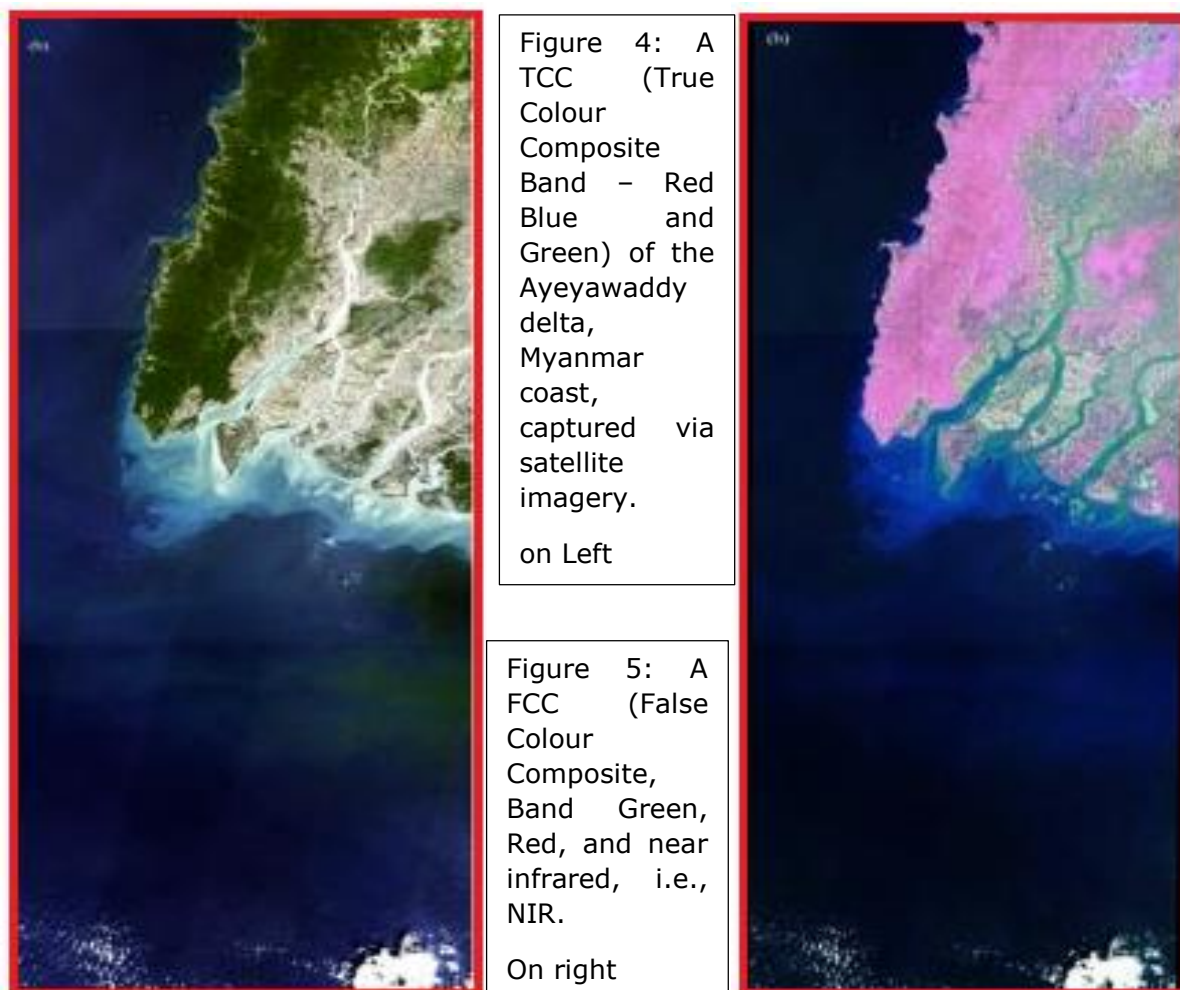 Figure 4: A
TCC (True
Colour
Composite
Band – Red
Blue and
Green) of the
Ayeyawaddy
delta,
Myanmar
coast,
captured via
satellite
imagery.
on Left
Figure 5: A
FCC (False
Colour
Composite,
Band Green,
Red, and near
infrared, i.e.,
NIR.
On right
(b)